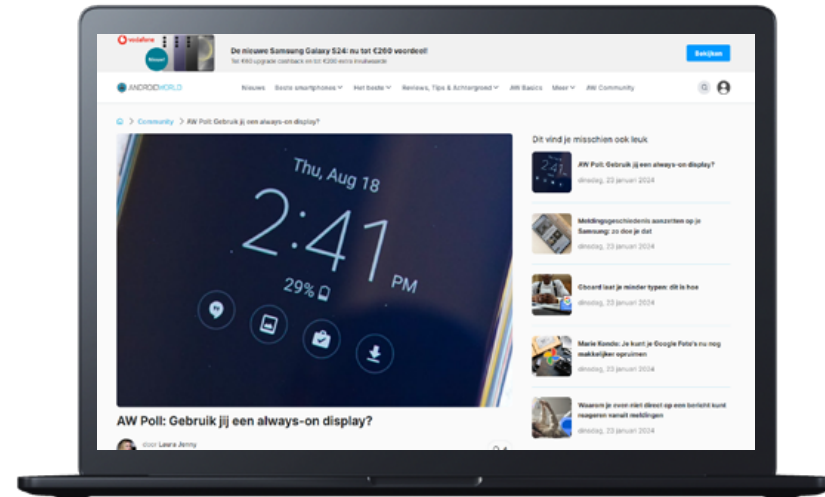 vodafone
Nieuw!
De nieuwe Samsung Galaxy S24: nu tot €260 voordeel!
Tot €60 upgrade cashback en tot €200 extra inruilwaarde
Bekijken
ANDROIDWORLD
Nieuws Beste smartphones Het beste Reviews, Tips & Achtergrond AW Basics Meer AW Community
Community > AW Poll: Gebruik jij een always-on display?
Thu, Aug 18
2:41 PM
29%
AW Poll: Gebruik jij een always-on display?
door Laura Jenny
Dit vind je misschien ook leuk
AW Poll: Gebruik jij een always-on display?
dinsdag, 23 januari 2024
Meldingsgeschiedenis aanzetten op je
Samsung: zo doe je dat
dinsdag, 23 januari 2024
Gboard laat je minder typen: dit is hoe
dinsdag, 23 januari 2024
Marie Kondo: Je kunt je Google Foto's nu nog
makkelijker opruimen
dinsdag, 23 januari 2024
Waarom je even niet direct op een bericht kunt
reageren vanuit meldingen
dinsdag, 23 januari 2024